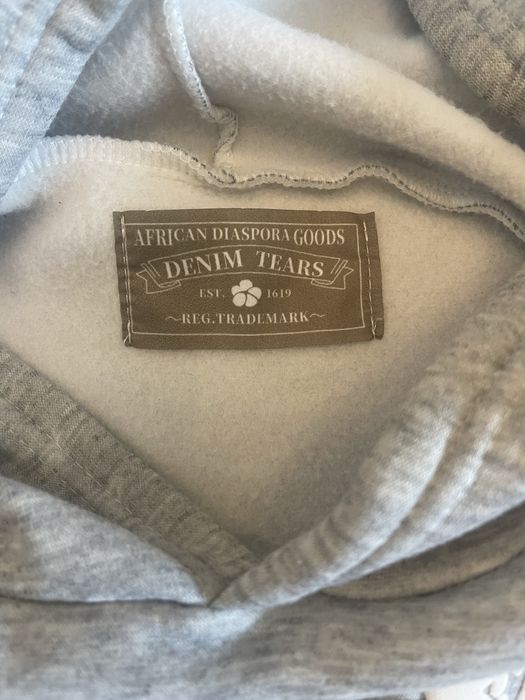 AFRICAN DIASPORA GOODS
DENIM TEARS
EST. 1619
~REG.TRADEMARK~